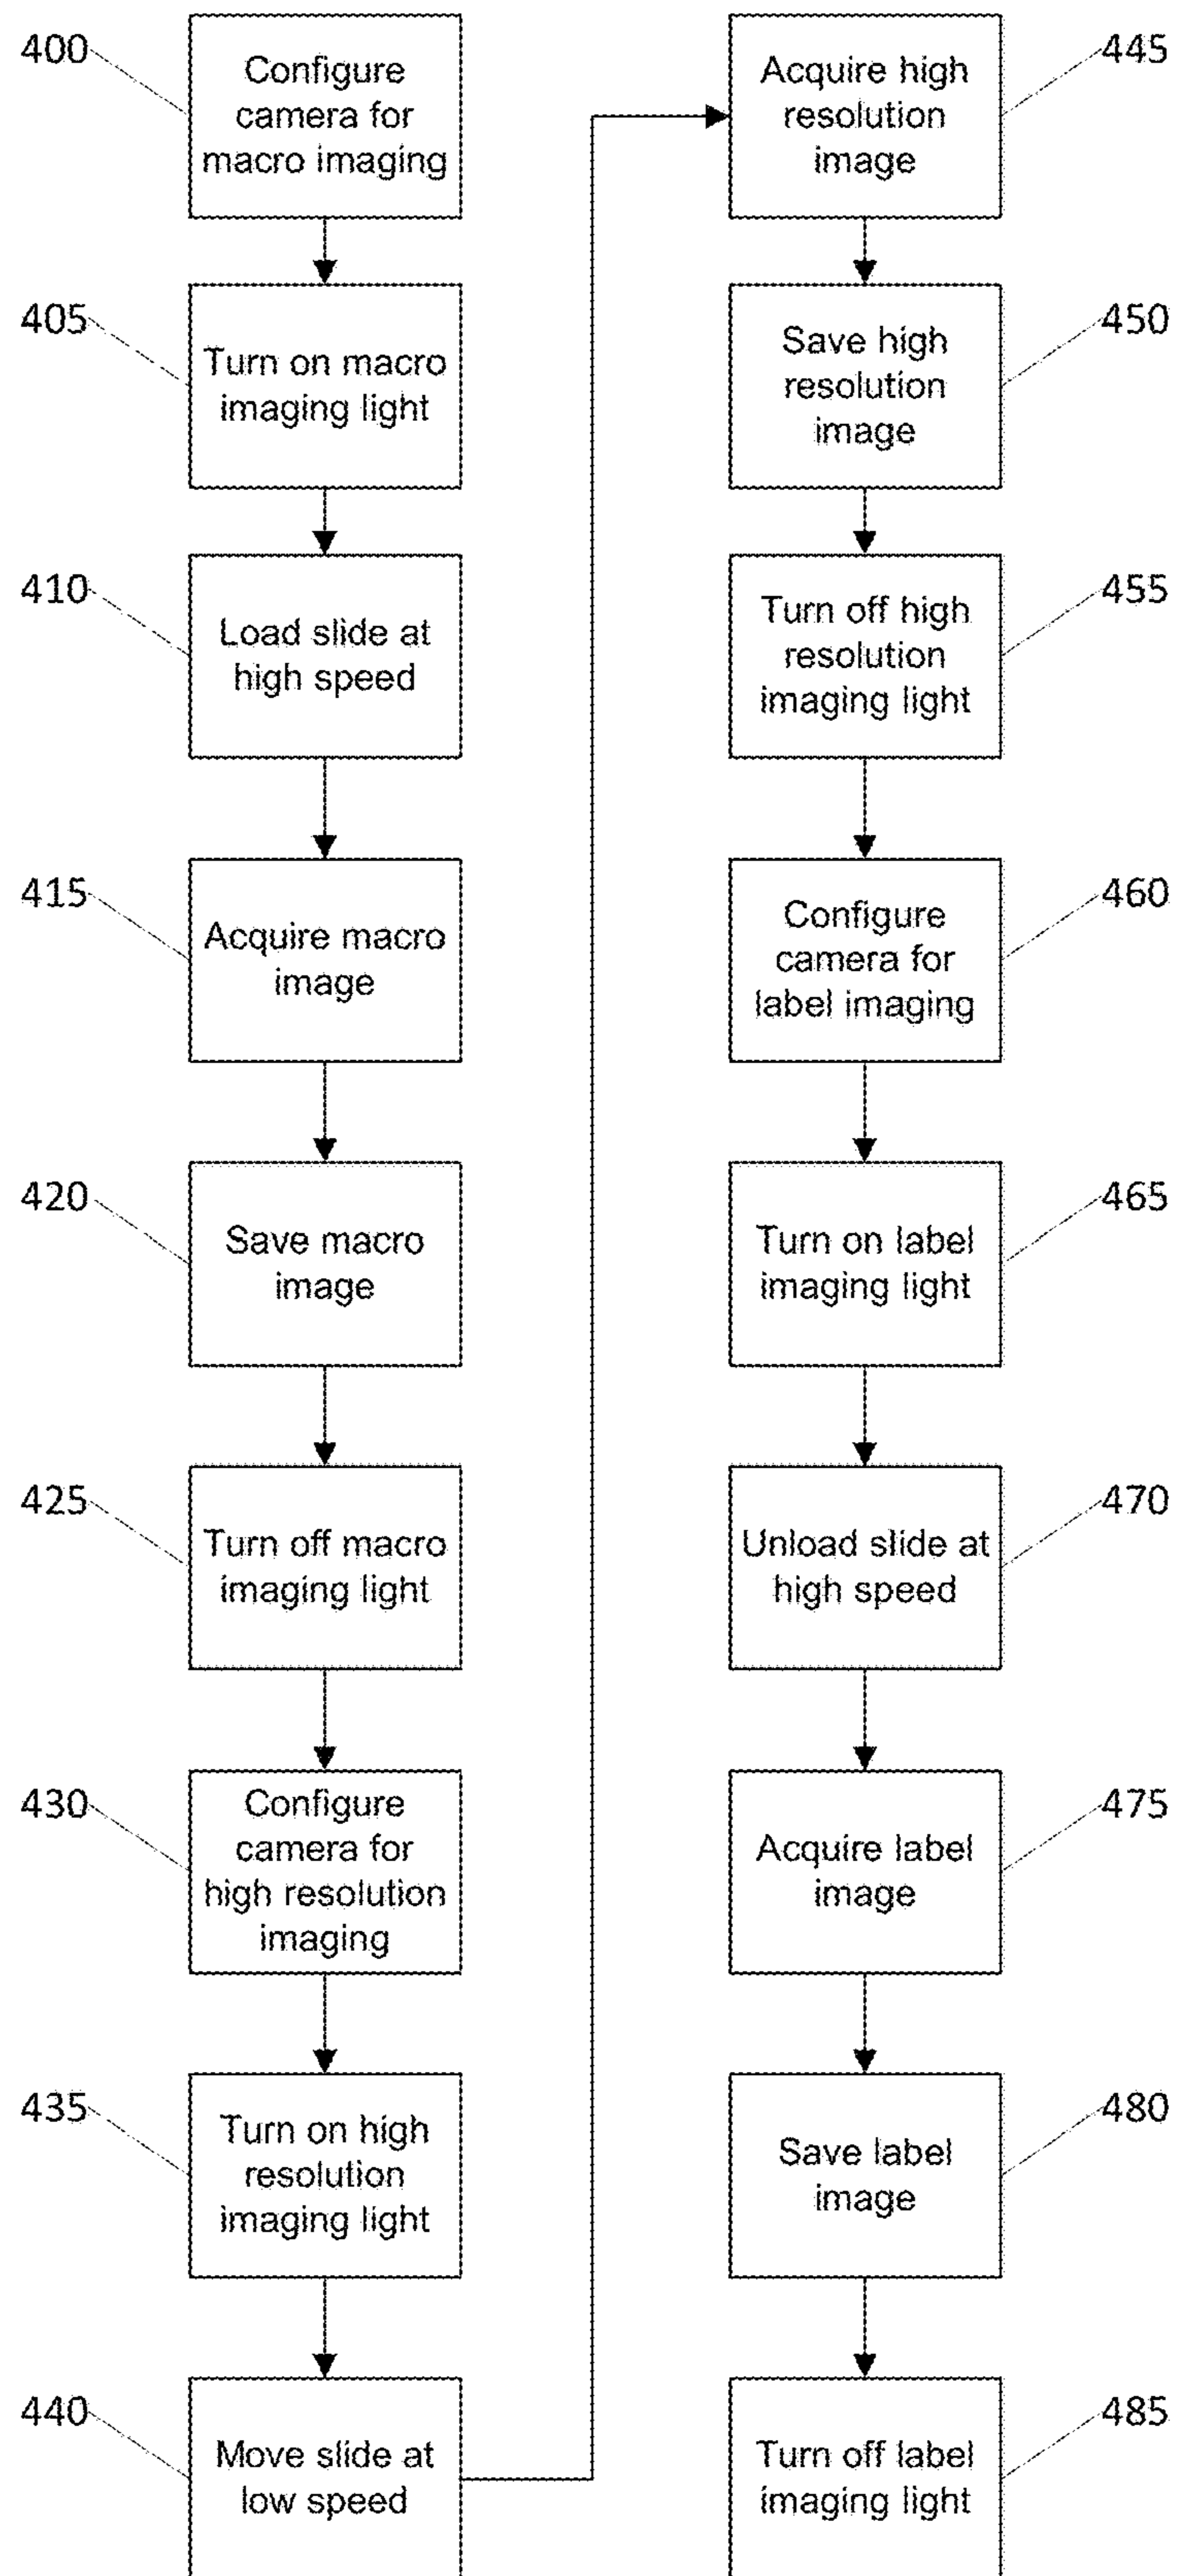 400
Configure
camera for
macro imaging
405
Turn on macro
imaging light
410
Load slide at
high speed
415
Acquire macro
image
420
Save macro
image
425
Turn off macro
imaging light
430
Configure
camera for
high resolution
imaging
435
Turn on high
resolution
imaging light
440
Move slide at
low speed
445
Acquire high
resolution
image
450
Save high
resolution
image
455
Turn off high
resolution
imaging light
460
Configure
camera for
label imaging
465
Turn on label
imaging light
470
Unload slide at
high speed
475
Acquire label
image
480
Save label
image
485
Turn off label
imaging light